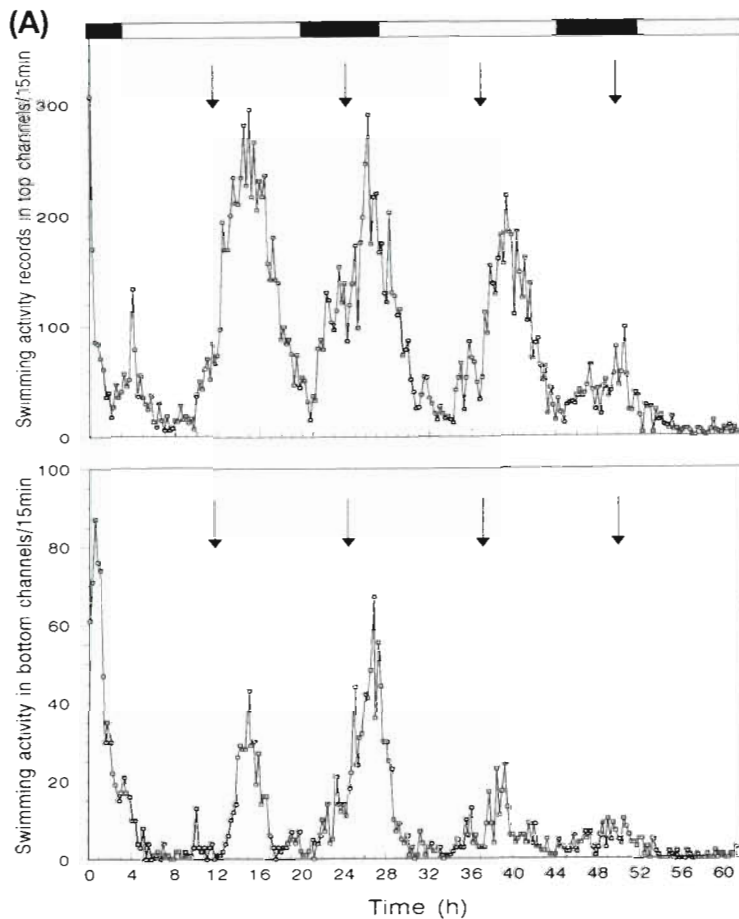 (A)
Swimming activity records in top channels/15min
300
200
100
0
Swimming activity in bottom channels/15min
100
80
60
40
20
0
0 4 8 12 16 20 24 28 32 36 40 44 48 52 56 60
Time (h)